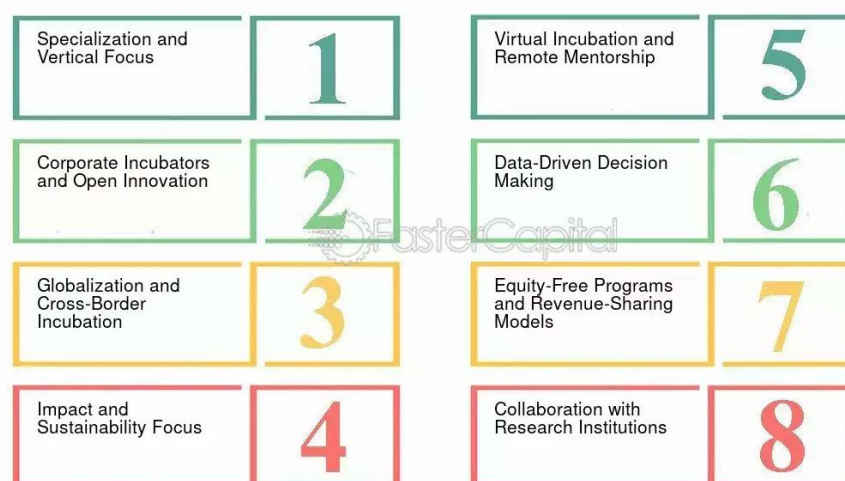 Specialization and
Vertical Focus
1
Corporate Incubators
and Open Innovation
2
Globalization and
Cross-Border
Incubation
3
Impact and
Sustainability Focus
4
Virtual Incubation and
Remote Mentorship
5
Data-Driven Decision
Making
6
Equity-Free Programs
and Revenue-Sharing
Models
7
Collaboration with
Research Institutions
8
FasterCapital